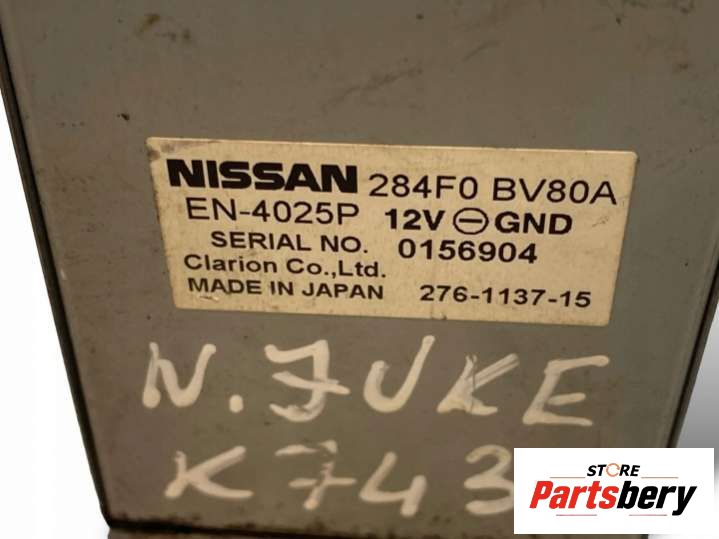 NISSAN 284F0 BV80A
EN-4025P 12V ⊖ GND
SERIAL NO. 0156904
Clarion Co.,Ltd.
MADE IN JAPAN 276-1137-15
N. JUKE
K743
STORE
Partsbery